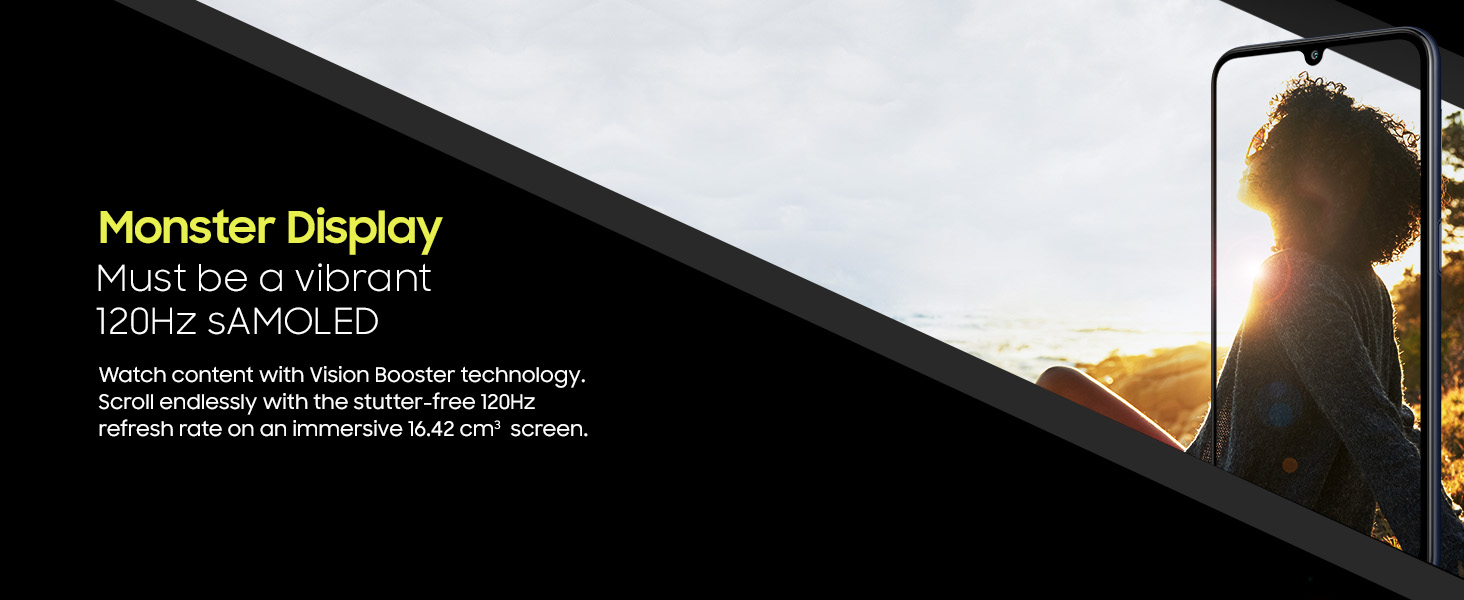 Monster Display
Must be a vibrant
120Hz sAMOLED
Watch content with Vision Booster technology.
Scroll endlessly with the stutter-free 120Hz
refresh rate on an immersive 16.42 cm³ screen.